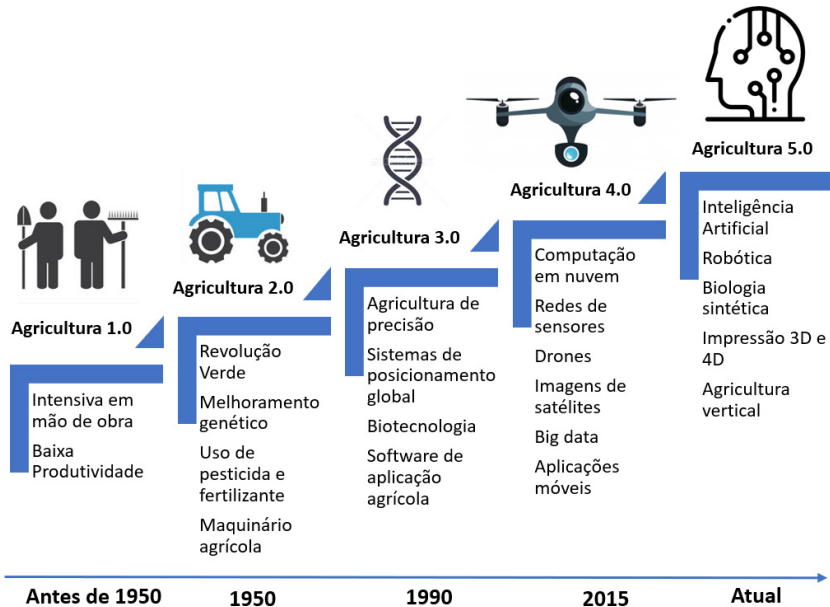 Agricultura 1.0
Intensiva em
mão de obra
Baixa
Produtividade
Agricultura 2.0
Revolução
Verde
Melhoramento
genético
Uso de
pesticida e
fertilizante
Maquinário
agrícola
Agricultura 3.0
Agricultura de
precisão
Sistemas de
posicionamento
global
Biotecnologia
Software de
aplicação
agrícola
Agricultura 4.0
Computação
em nuvem
Redes de
sensores
Drones
Imagens de
satélites
Big data
Aplicações
móveis
Agricultura 5.0
Inteligência
Artificial
Robótica
Biologia
sintética
Impressão 3D e
4D
Agricultura
vertical
Antes de 1950
1950
1990
2015
Atual